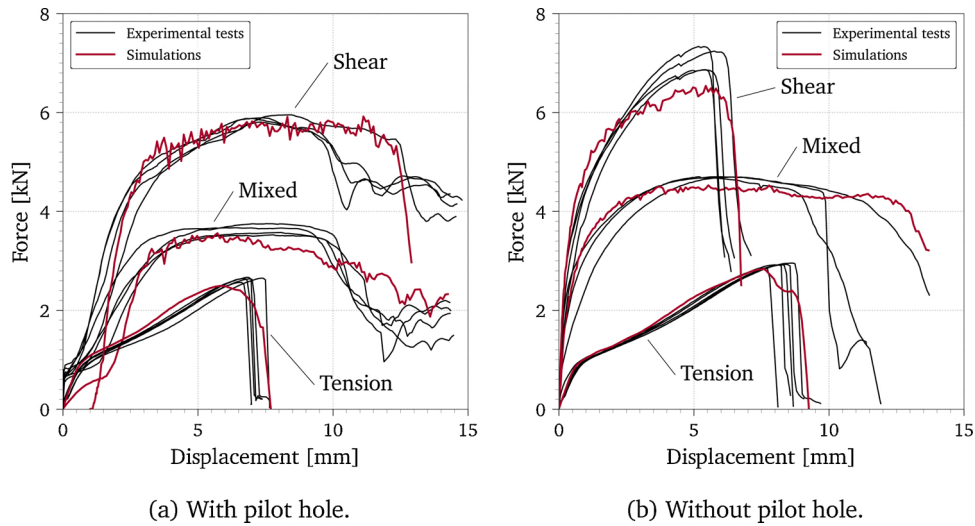 Experimental tests
Simulations
Shear
Mixed
Tension
Force [kN]
8
6
4
2
0
0 5 10 15
Displacement [mm]
(a) With pilot hole.
Experimental tests
Simulations
Shear
Mixed
Tension
Force [kN]
8
6
4
2
0
0 5 10 15
Displacement [mm]
(b) Without pilot hole.